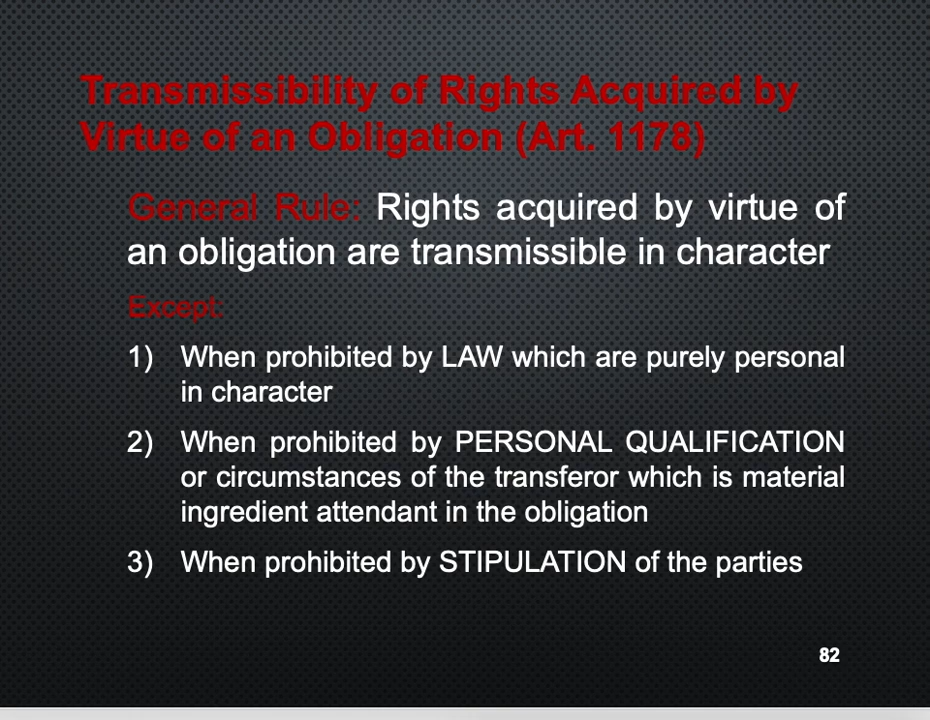 Transmissibility of Rights Acquired by
Virtue of an Obligation (Art. 1178)
General Rule: Rights acquired by virtue of
an obligation are transmissible in character
Except:
1) When prohibited by LAW which are purely personal
in character
2) When prohibited by PERSONAL QUALIFICATION
or circumstances of the transferor which is material
ingredient attendant in the obligation
3) When prohibited by STIPULATION of the parties
82